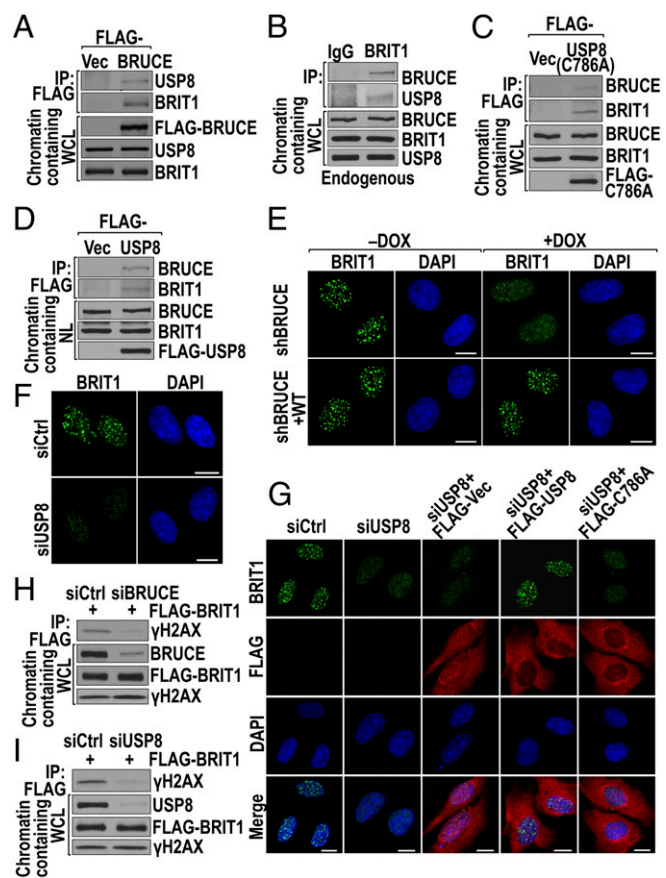 A
FLAG-
Vec BRUCE
IP:
FLAG
USP8
BRIT1
Chromatin
containing
WCL
FLAG-BRUCE
USP8
BRIT1
B
IgG BRIT1
IP:
BRUCE
USP8
Chromatin
containing
WCL
BRUCE
BRIT1
USP8
Endogenous
C
FLAG-
Vec USP8
(C786A)
IP:
FLAG
BRUCE
BRIT1
Chromatin
containing
WCL
BRUCE
BRIT1
FLAG-
C786A
D
FLAG-
Vec USP8
IP:
FLAG
BRUCE
BRIT1
Chromatin
containing
NL
BRUCE
BRIT1
FLAG-USP8
E
–DOX +DOX
BRIT1 DAPI BRIT1 DAPI
shBRUCE
shBRUCE
+WT
F
BRIT1 DAPI
siCtrl
siUSP8
G
siCtrl siUSP8 siUSP8+
FLAG-Vec siUSP8+
FLAG-USP8 siUSP8+
FLAG-C786A
BRIT1
FLAG
DAPI
Merge
H
siCtrl siBRUCE
+ + FLAG-BRIT1
IP:
FLAG
γH2AX
Chromatin
containing
WCL
BRUCE
FLAG-BRIT1
γH2AX
I
siCtrl siUSP8
+ + FLAG-BRIT1
IP:
FLAG
γH2AX
Chromatin
containing
WCL
USP8
FLAG-BRIT1
γH2AX